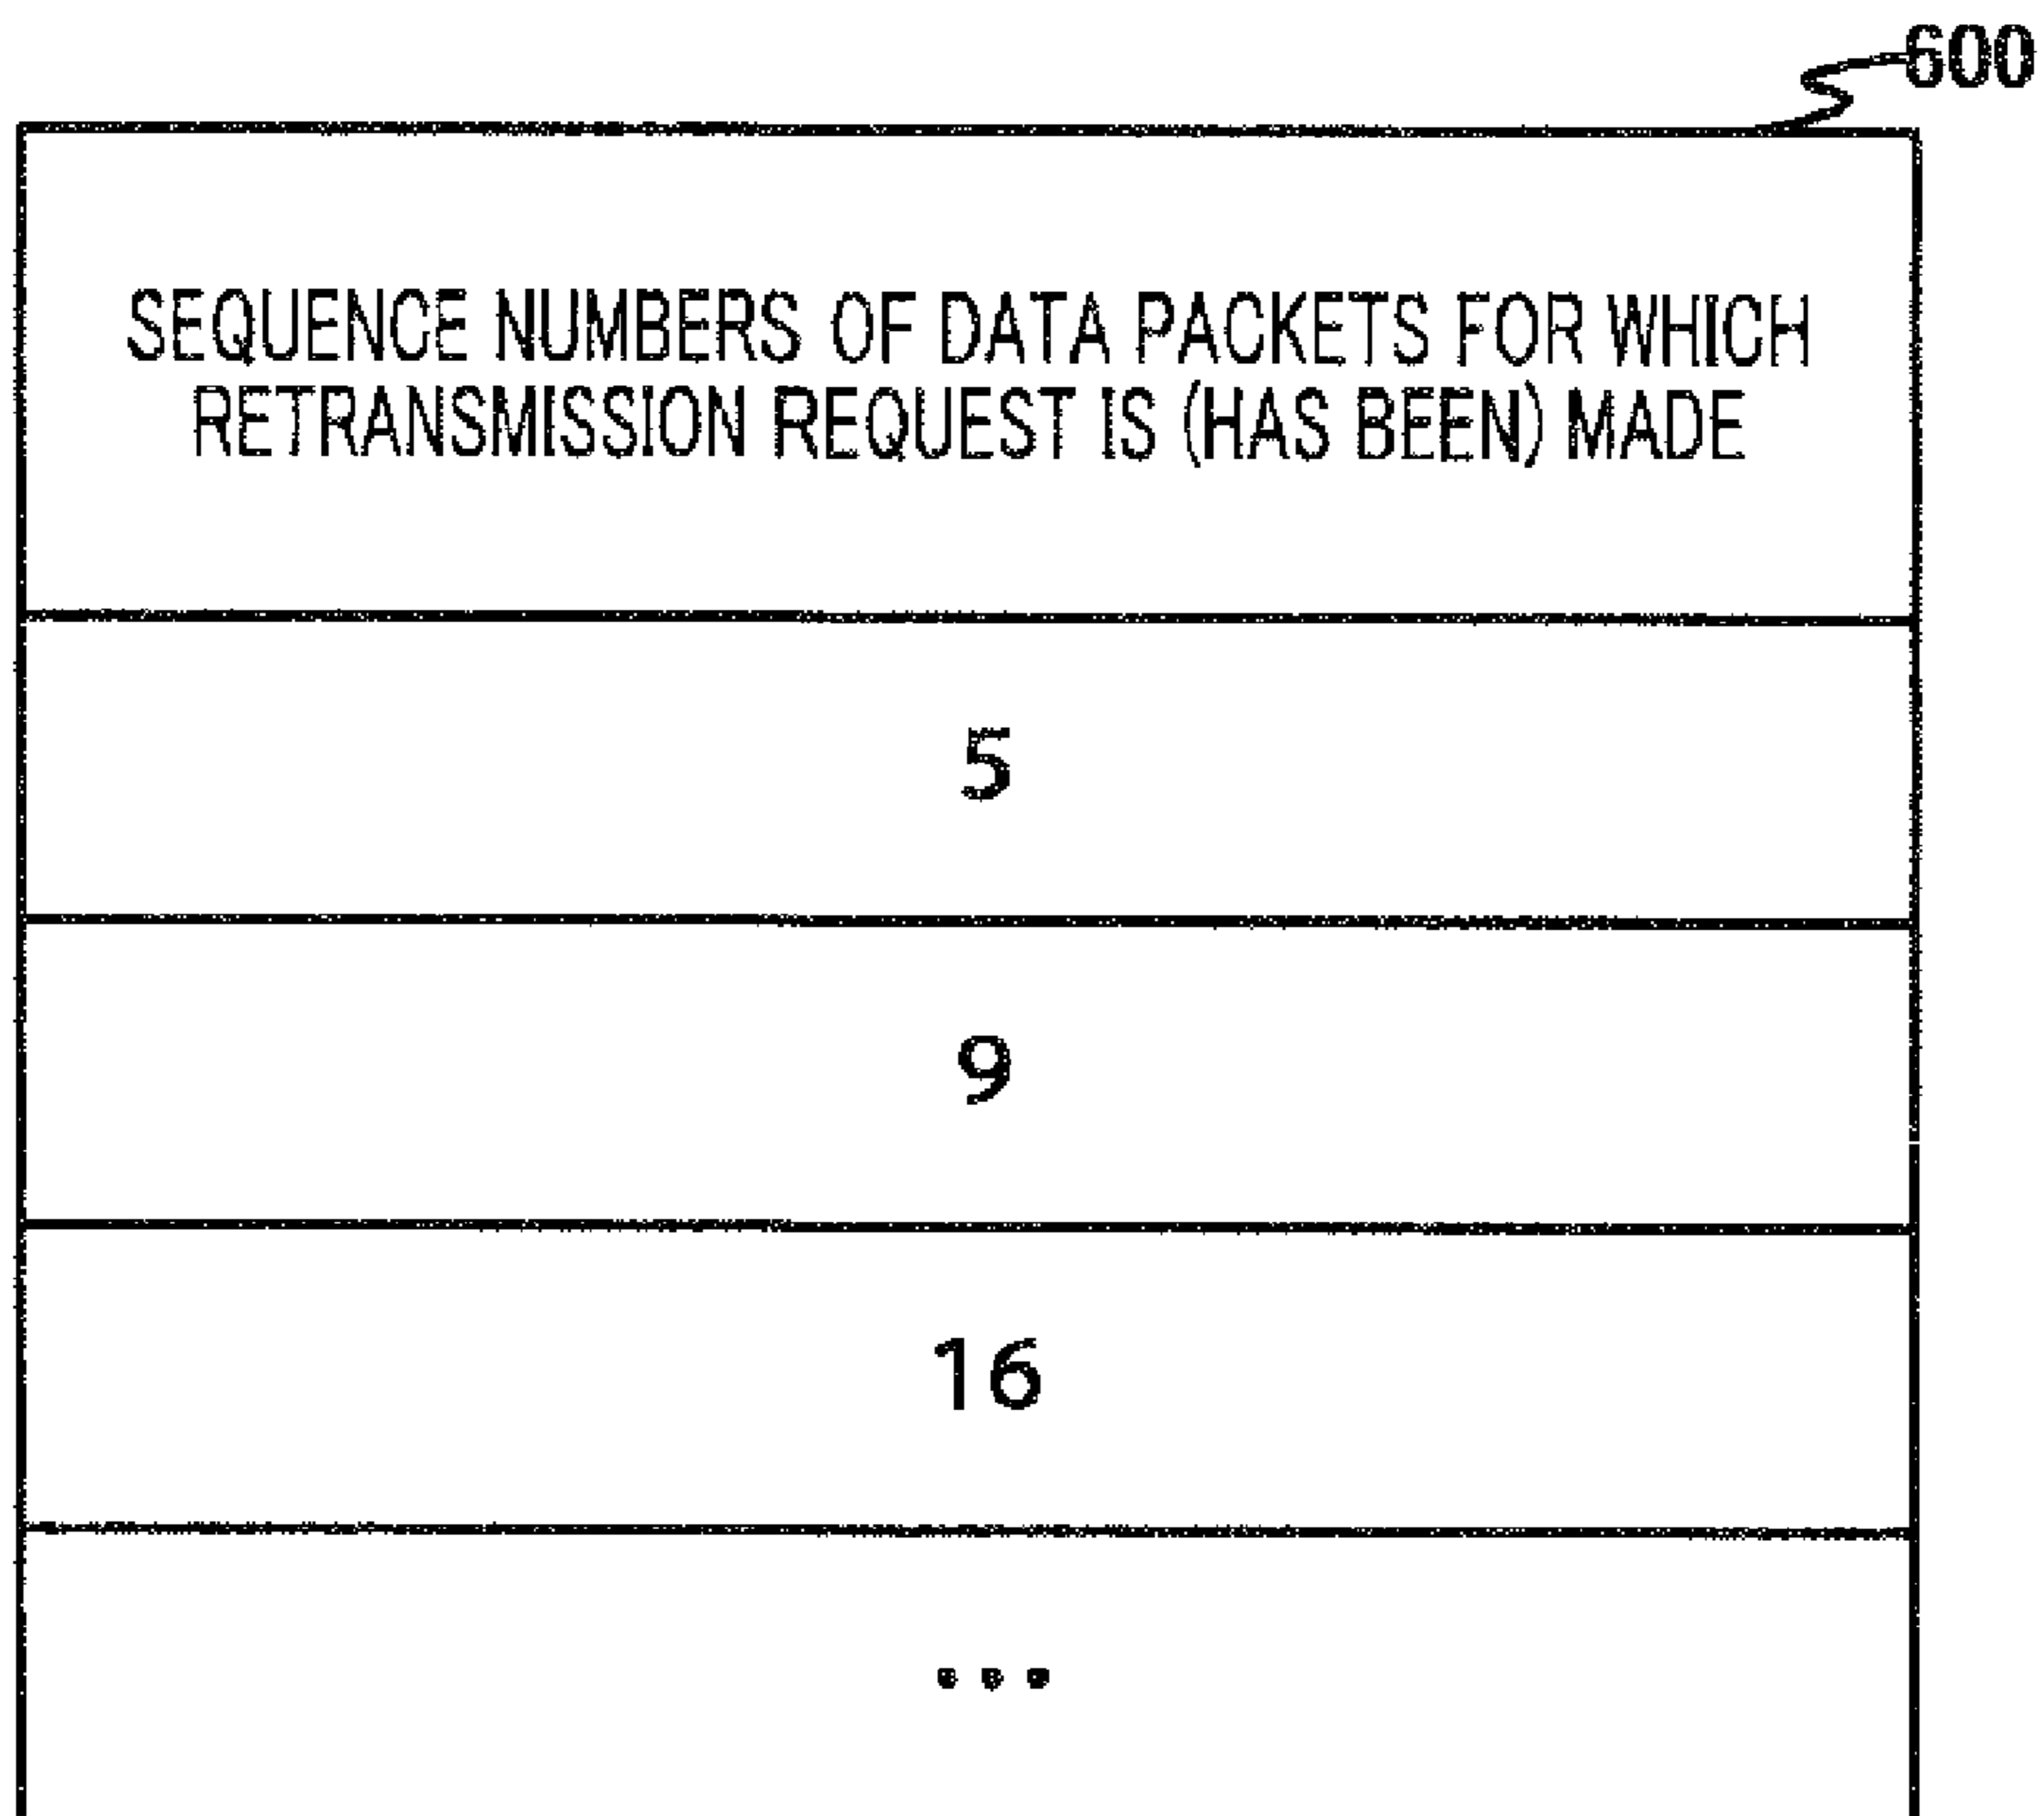 600
SEQUENCE NUMBERS OF DATA PACKETS FOR WHICH
RETRANSMISSION REQUEST IS (HAS BEEN) MADE
5
9
16
...